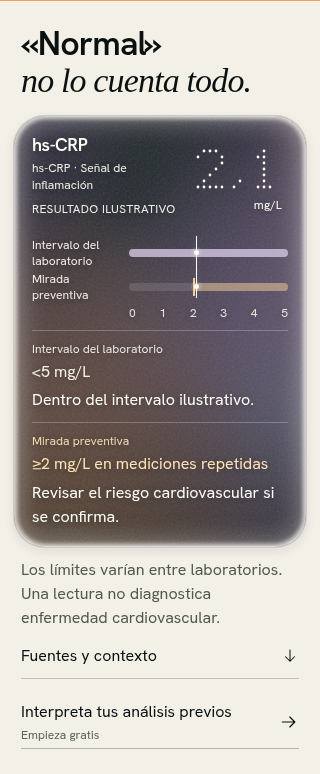 «Normal»
no lo cuenta todo.
hs-CRP
hs-CRP · Señal de
inflamación
RESULTADO ILUSTRATIVO
2.1
mg/L
Intervalo del
laboratorio
Mirada
preventiva
0 1 2 3 4 5
Intervalo del laboratorio
<5 mg/L
Dentro del intervalo ilustrativo.
Mirada preventiva
≥2 mg/L en mediciones repetidas
Revisar el riesgo cardiovascular si
se confirma.
Los límites varían entre laboratorios.
Una lectura no diagnostica
enfermedad cardiovascular.
Fuentes y contexto
Interpreta tus análisis previos
Empieza gratis